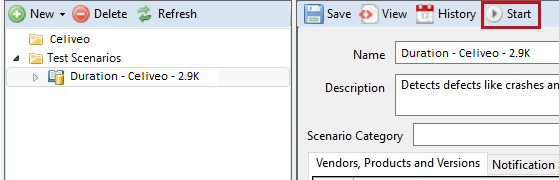 New Delete Refresh
Celiveo
Test Scenarios
Duration - Celiveo - 2.9K
Save View History Start
Name Duration - Celiveo - 2.9K
Description Detects defects like crashes an
Scenario Category
Vendors, Products and Versions Notification